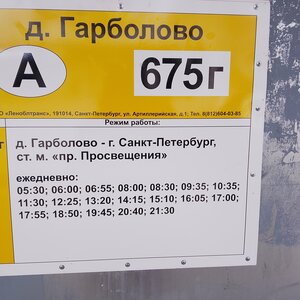 д. Гарболово
А
675г
О «Леноблтранс», 191014, Санкт-Петербург, ул. Артиллерийская, д.1; Тел. 8(812)604-03-85
Режим работы:
д. Гарболово - г. Санкт-Петербург,
ст. м. «пр. Просвещения»
ежедневно:
05:30; 06:00; 06:55; 08:00; 08:30; 09:35; 10:35;
11:30; 12:25; 13:20; 14:15; 15:10; 16:05; 17:00;
17:55; 18:50; 19:45; 20:40; 21:30